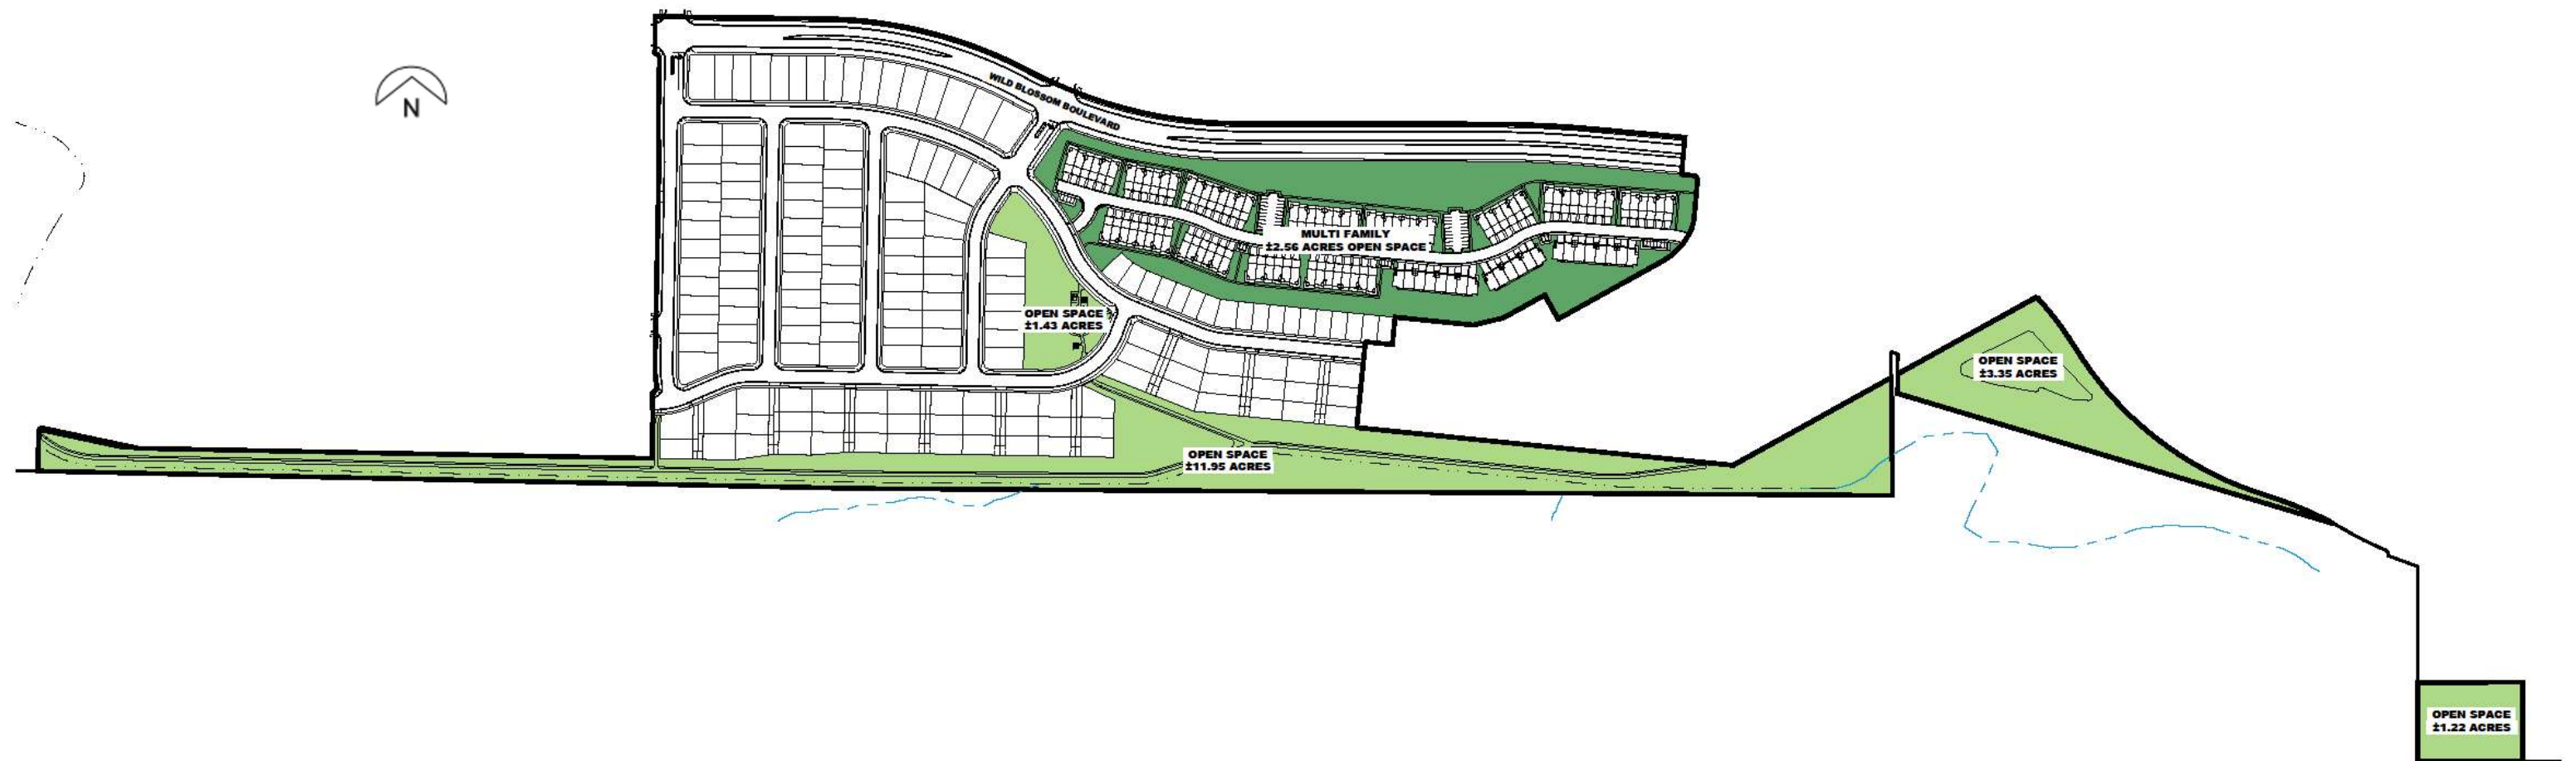 N
WILD BLOSSOM BOULEVARD
MULTI FAMILY
±2.56 ACRES OPEN SPACE
OPEN SPACE
±1.43 ACRES
OPEN SPACE
±3.35 ACRES
OPEN SPACE
±11.95 ACRES
OPEN SPACE
±1.22 ACRES